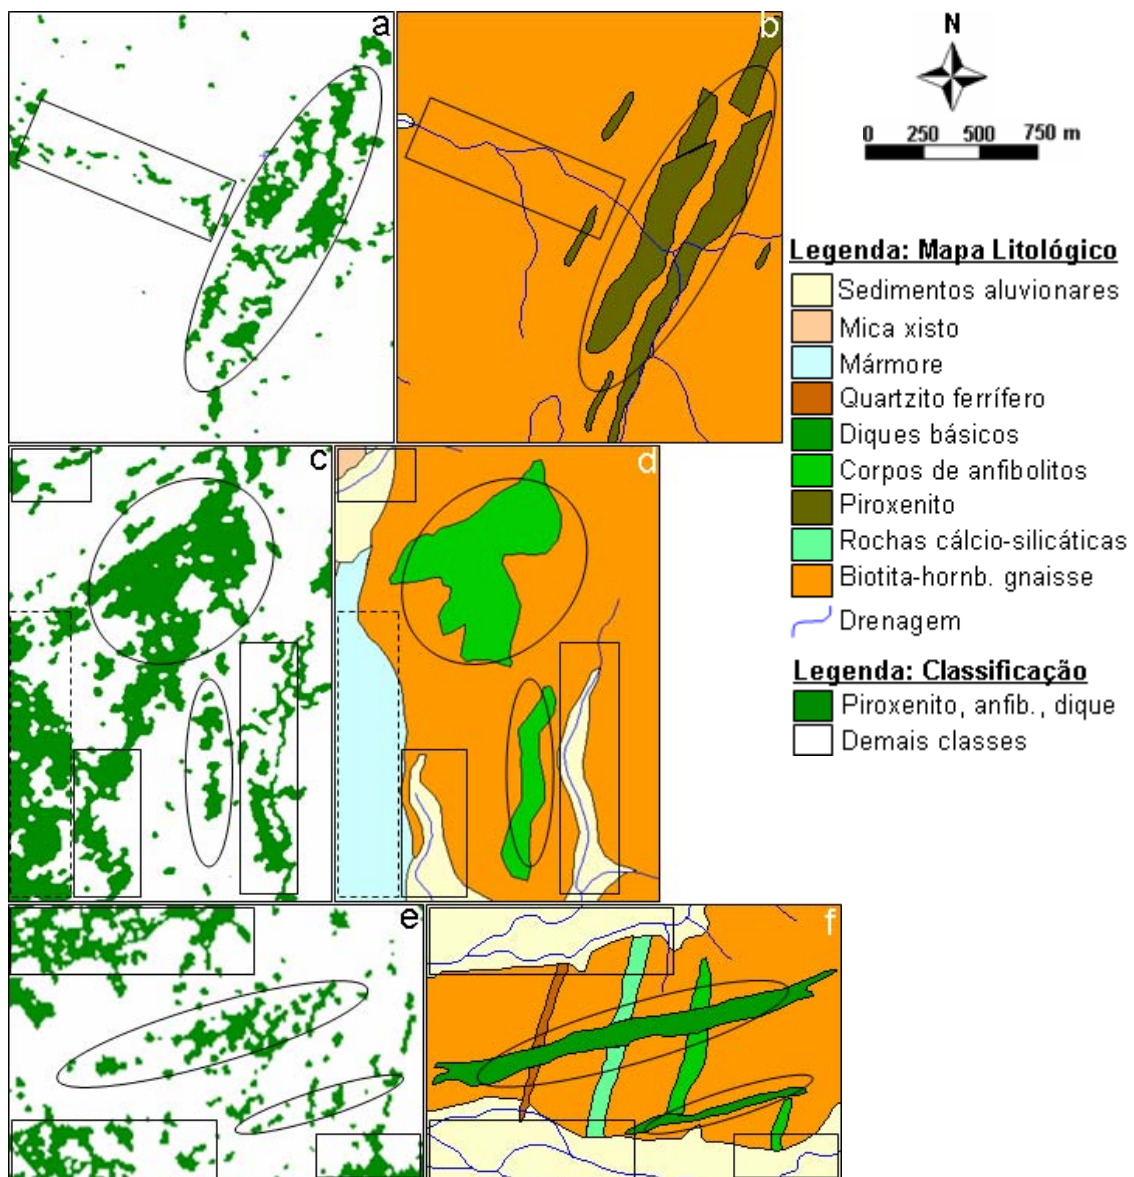 a
b
N
0 250 500 750 m
Legenda: Mapa Litológico
Sedimentos aluvionares
Mica xisto
Mármore
Quartzito ferrífero
Diques básicos
Corpos de anfibolitos
Piroxenito
Rochas cálcio-silicáticas
Biotita-hornb. gnaisse
Drenagem
Legenda: Classificação
Piroxenito, anfib., dique
Demais classes
c
d
e
f